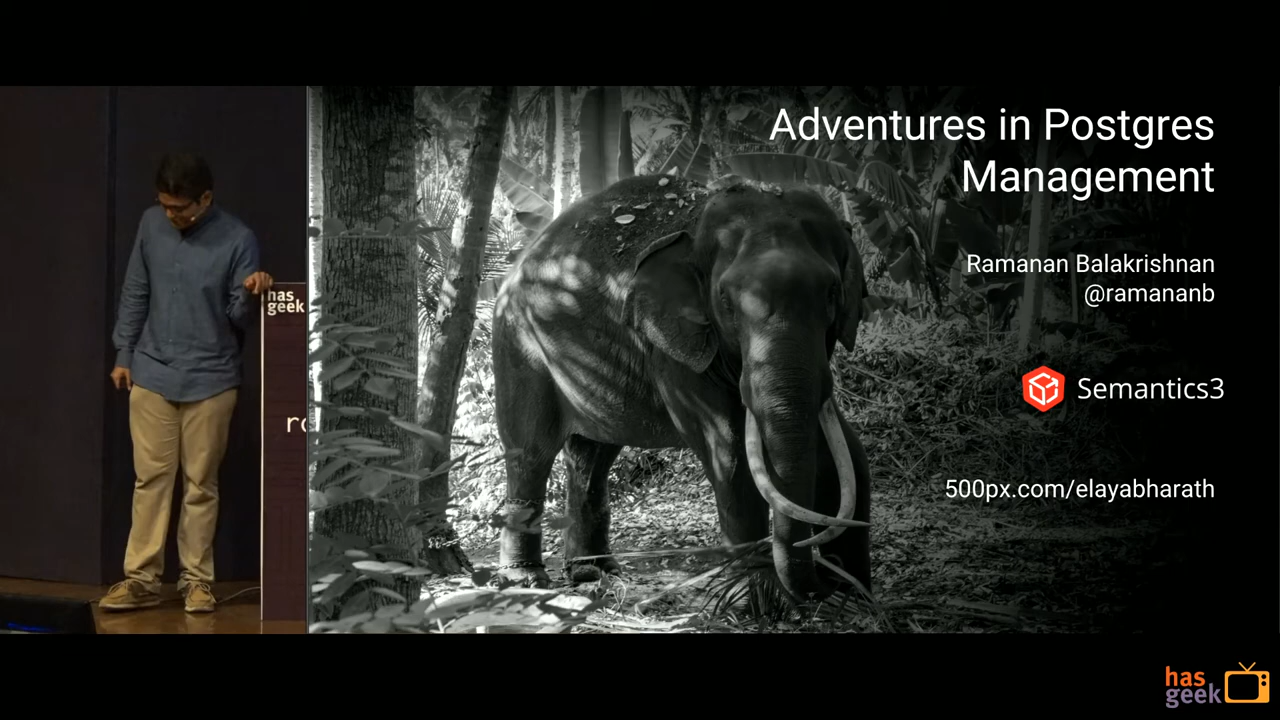 has
geek
Adventures in Postgres
Management
Ramanan Balakrishnan
@ramananb
Semantics3
500px.com/elayabharath
has
geek